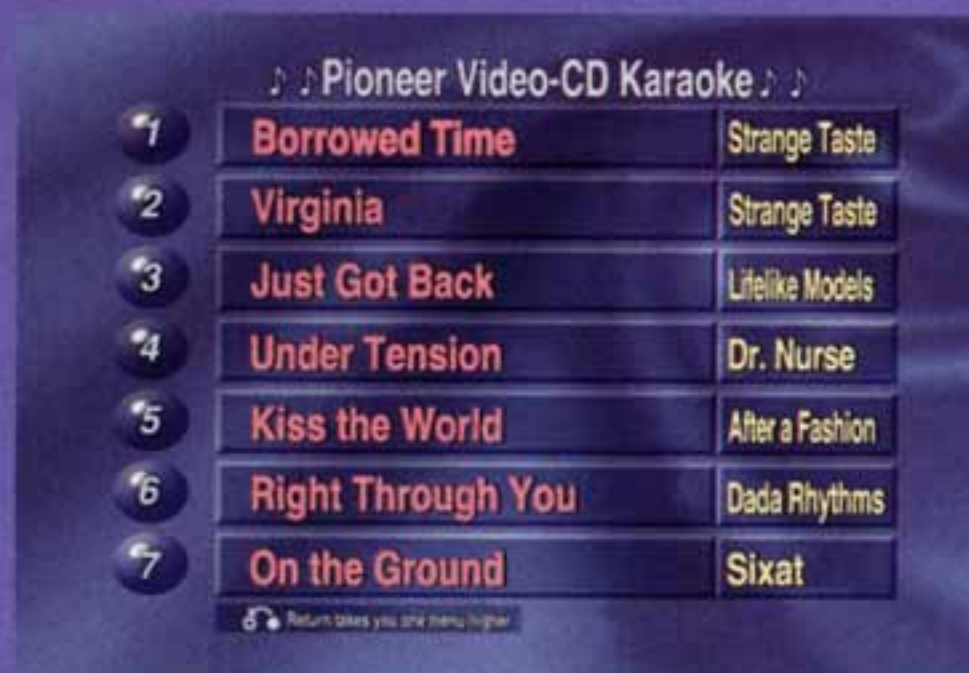 ♪ ♪ Pioneer Video-CD Karaoke ♪ ♪
1 Borrowed Time Strange Taste
2 Virginia Strange Taste
3 Just Got Back Lifelike Models
4 Under Tension Dr. Nurse
5 Kiss the World After a Fashion
6 Right Through You Dada Rhythms
7 On the Ground Sixat
Return takes you one menu higher